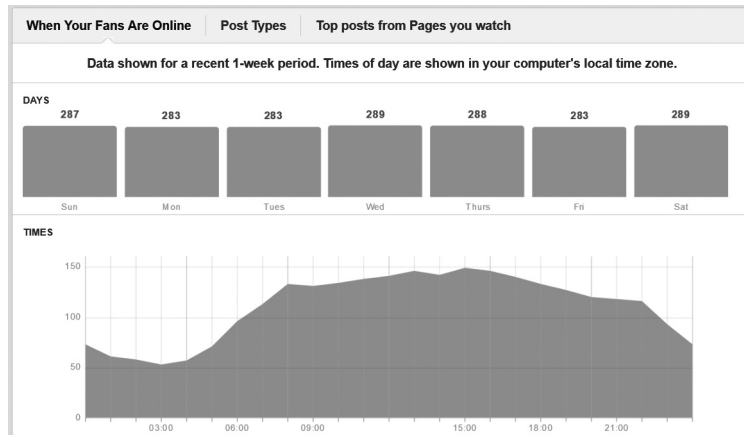 When Your Fans Are Online Post Types Top posts from Pages you watch
Data shown for a recent 1-week period. Times of day are shown in your computer's local time zone.
DAYS
287 283 283 289 288 283 289
Sun Mon Tues Wed Thurs Fri Sat
TIMES
150
100
50
0
03:00 06:00 09:00 15:00 18:00 21:00